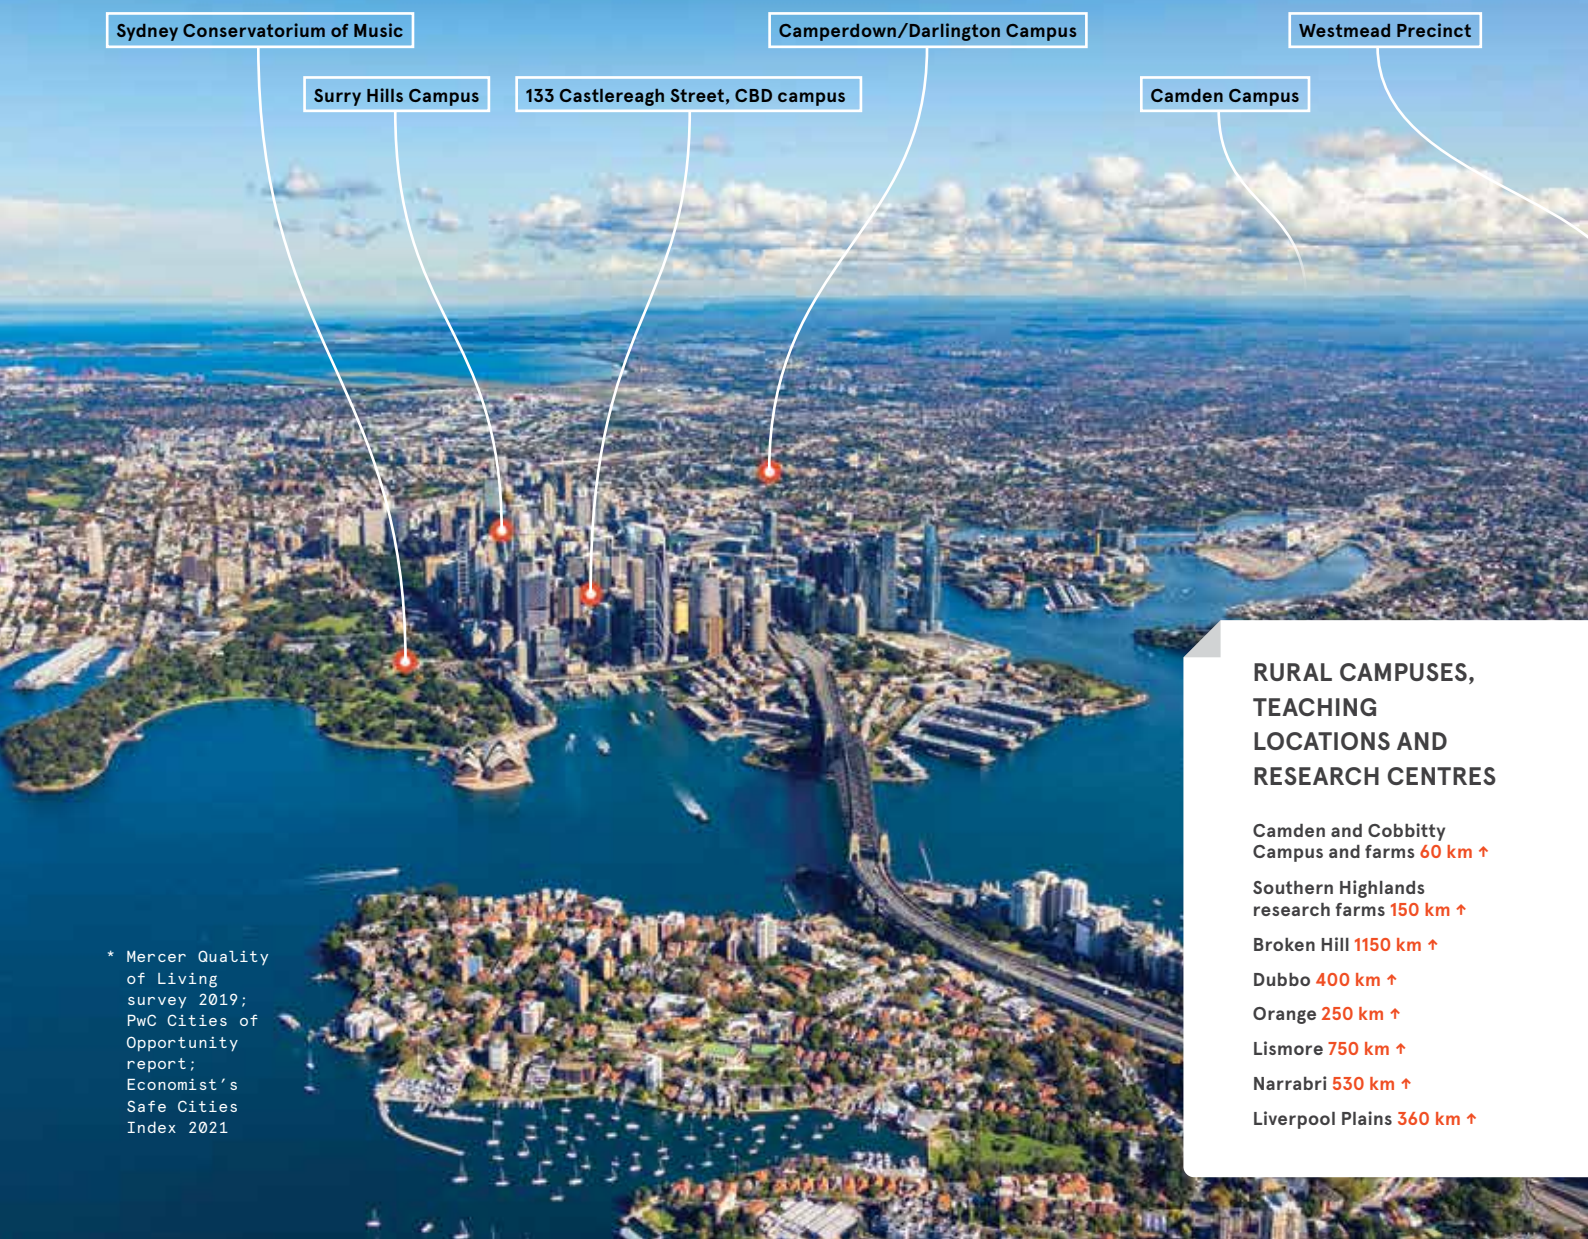 Sydney Conservatorium of Music
Camperdown/Darlington Campus
Westmead Precinct
Surry Hills Campus
133 Castlereagh Street, CBD campus
Camden Campus
RURAL CAMPUSES,
TEACHING
LOCATIONS AND
RESEARCH CENTRES
Camden and Cobbitty
Campus and farms 60 km ↑
Southern Highlands
research farms 150 km ↑
Broken Hill 1150 km ↑
Dubbo 400 km ↑
Orange 250 km ↑
Lismore 750 km ↑
Narrabri 530 km ↑
Liverpool Plains 360 km ↑
* Mercer Quality
of Living
survey 2019;
PwC Cities of
Opportunity
report;
Economist's
Safe Cities
Index 2021